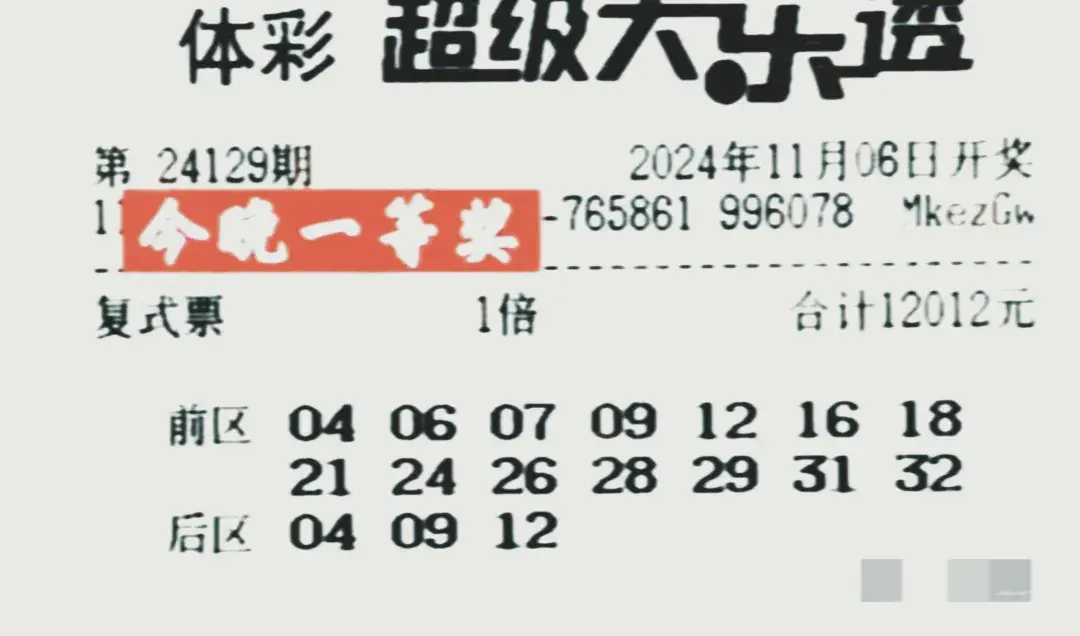 体彩 超级大乐透
第 24129期 2024年11月06日开奖
11 今晚一等奖 -765861 996078 MkezGw
复式票 1倍 合计12012元
前区 04 06 07 09 12 16 18
21 24 26 28 29 31 32
后区 04 09 12